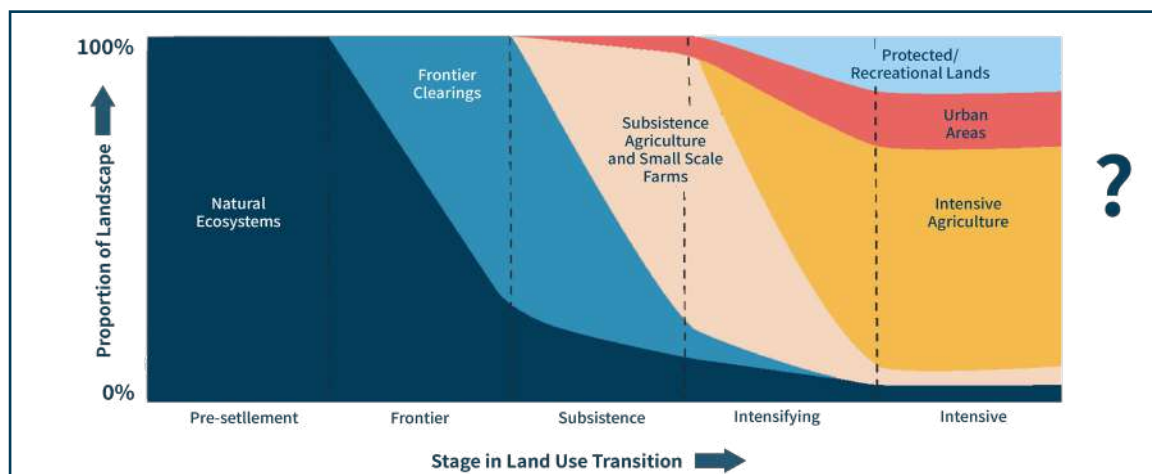 100%
Proportion of Landscape
0%
Natural
Ecosystems
Frontier
Clearings
Subsistence
Agriculture
and Small Scale
Farms
Protected/
Recreational Lands
Urban
Areas
Intensive
Agriculture
?
Pre-setllement
Frontier
Subsistence
Intensifying
Intensive
Stage in Land Use Transition